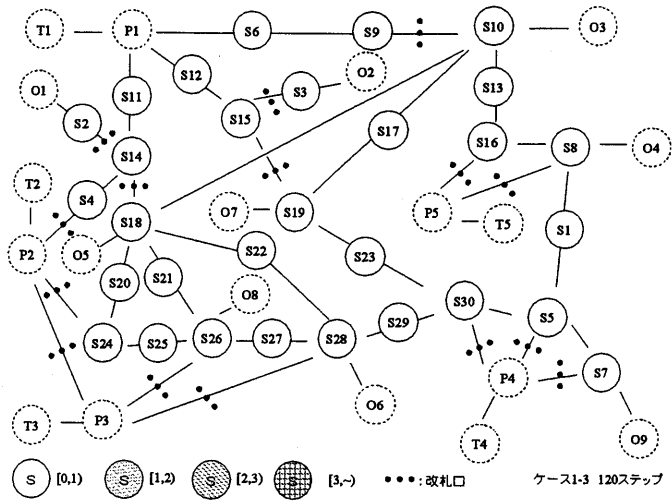 T1
P1
S6
S9
S10
O3
O1
S12
O2
S11
S3
S13
S2
S15
S17
S14
S16
S8
O4
T2
S4
P5
T5
O7
S19
S18
P2
O5
S22
S1
S23
S20
S21
O8
S30
S29
S5
S24
S25
S26
S27
S28
P4
S7
O6
T3
P3
T4
O9
S [0,1)
S [1,2)
S [2,3)
S [3,~)
:改札口
ケース1-3 120ステップ